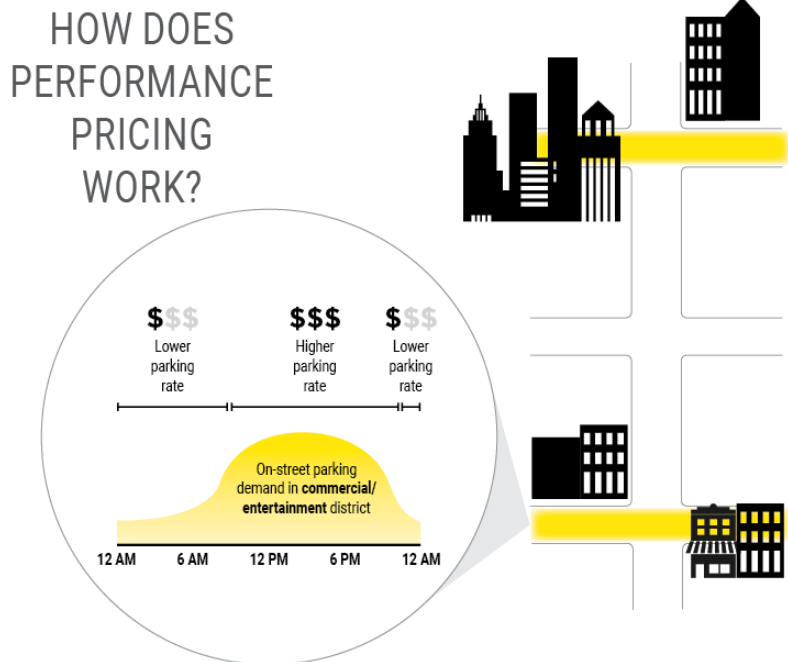 HOW DOES
PERFORMANCE
PRICING
WORK?
$$$
Lower
parking
rate
$$$
Higher
parking
rate
$$$
Lower
parking
rate
On-street parking
demand in commercial/
entertainment district
12 AM 6 AM 12 PM 6 PM 12 AM